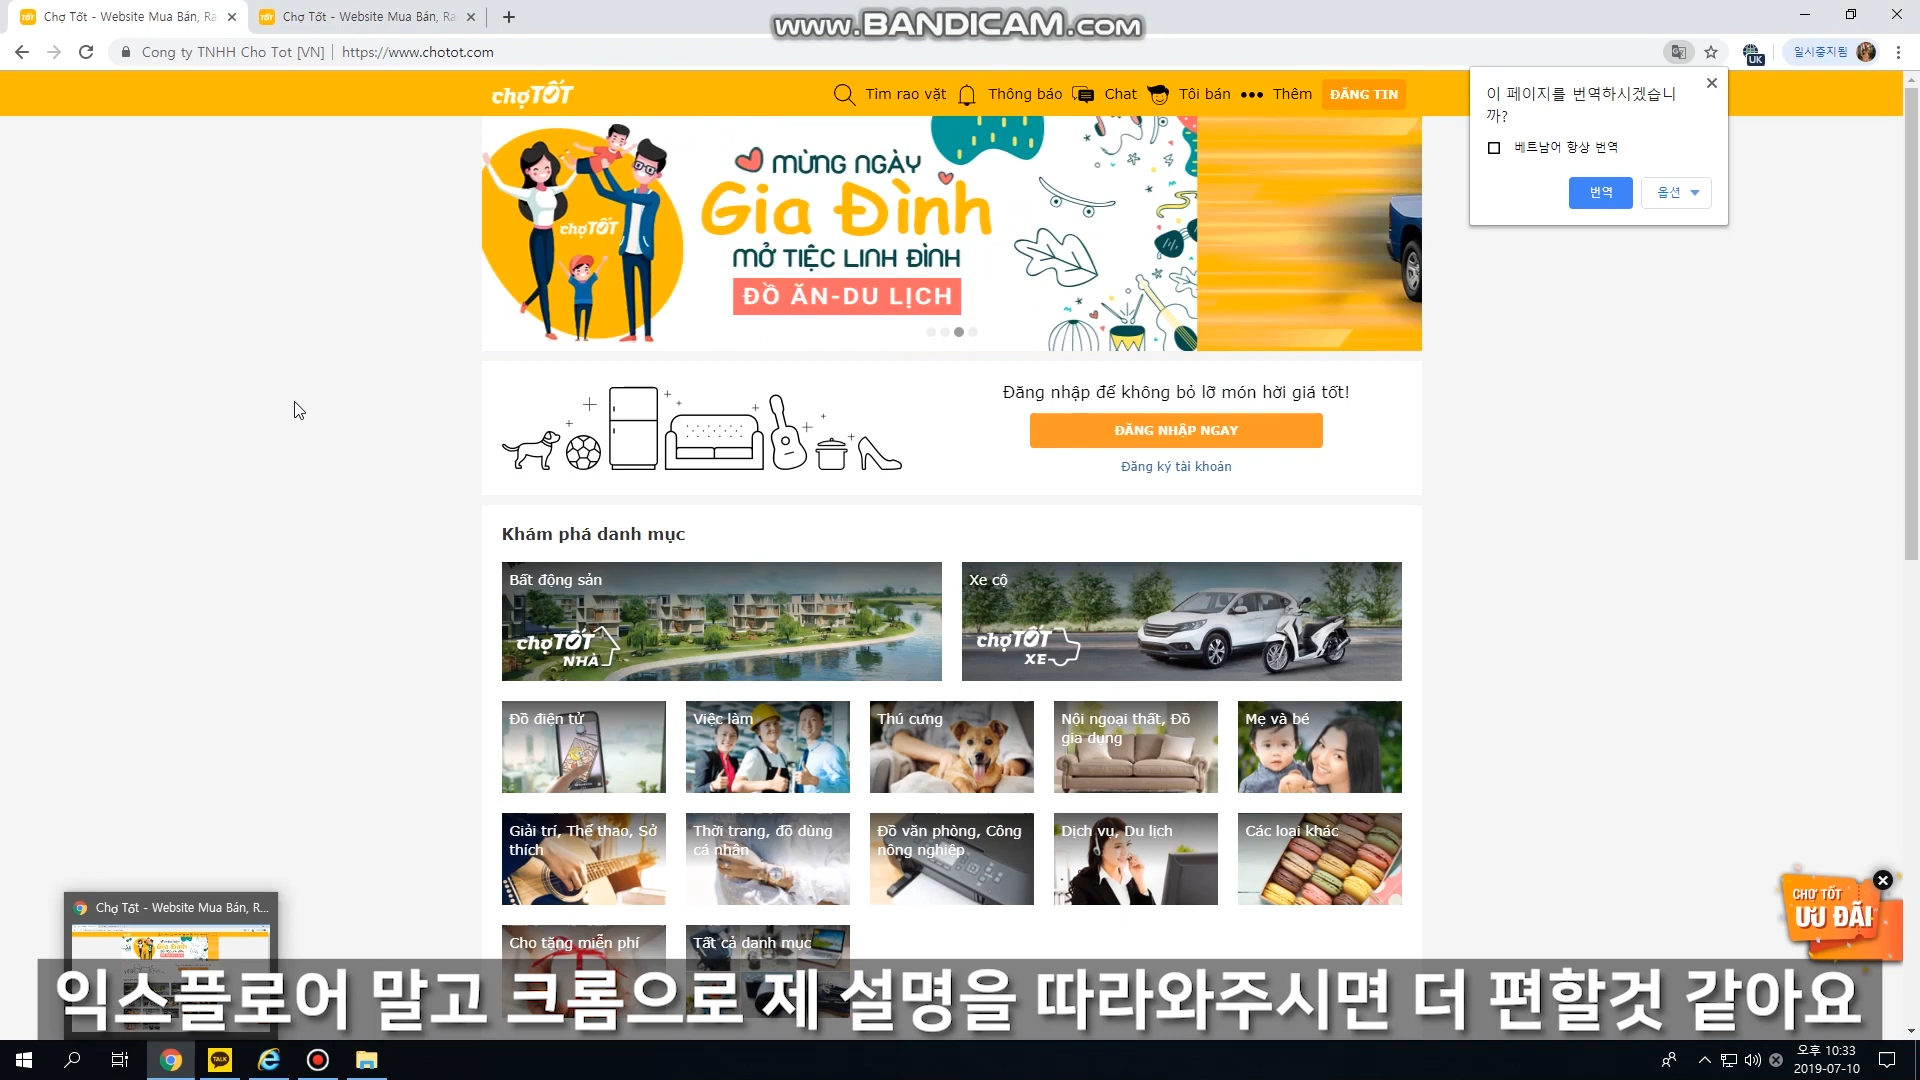 Chợ Tốt - Website Mua Bán, Ra
Chợ Tốt - Website Mua Bán, Ra
www.BANDICAM.com
Cong ty TNHH Cho Tot [VN] | https://www.chotot.com
UK
일시중지됨
chợTỐT
Tìm rao vặt
Thông báo
Chat
Tôi bán
Thêm
ĐĂNG TIN
이 페이지를 번역하시겠습니
까?
베트남어 항상 번역
번역
옵션
chợTỐT
MỪNG NGÀY
Gia Đình
MỞ TIỆC LINH ĐÌNH
ĐỒ ĂN-DU LỊCH
Đăng nhập để không bỏ lỡ món hời giá tốt!
ĐĂNG NHẬP NGAY
Đăng ký tài khoản
Khám phá danh mục
Bất động sản
chợTỐT
NHÀ
Xe cộ
chợTỐT
XE
Đồ điện tử
Việc làm
Thú cưng
Nội ngoại thất, Đồ
gia dụng
Mẹ và bé
Giải trí, Thể thao, Sở
thích
Thời trang, đồ dùng
cá nhân
Đồ văn phòng, Công
nông nghiệp
Dịch vụ, Du lịch
Các loại khác
Cho tặng miễn phí
Tất cả danh mục
CHỢ TỐT
ƯU ĐÃI
Chợ Tốt - Website Mua Bán, R...
Gia Đình
익스플로어 말고 크롬으로 제 설명을 따라와주시면 더 편할것 같아요
TALK
오후 10:33
2019-07-10